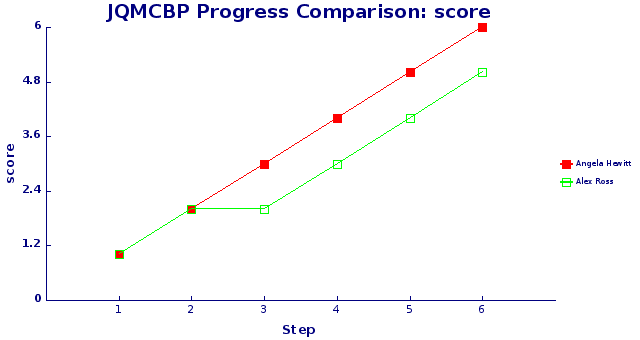 JQMCBP Progress Comparison: score
6
4.8
3.6
2.4
1.2
0
score
1 2 3 4 5 6
Step
Angela Hewitt
Alex Ross